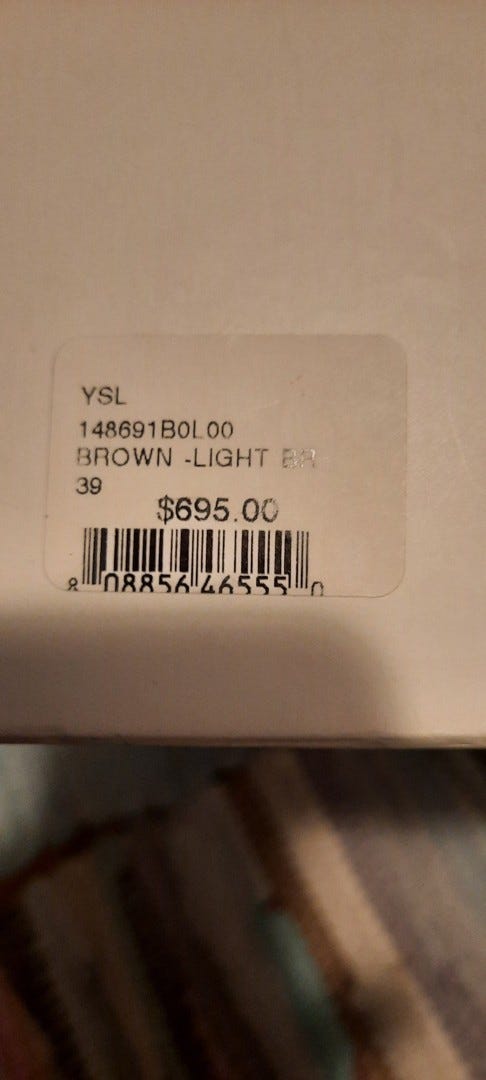 YSL
148691B0L00
BROWN -LIGHT BR
39
$695.00
8 08856 46555 0